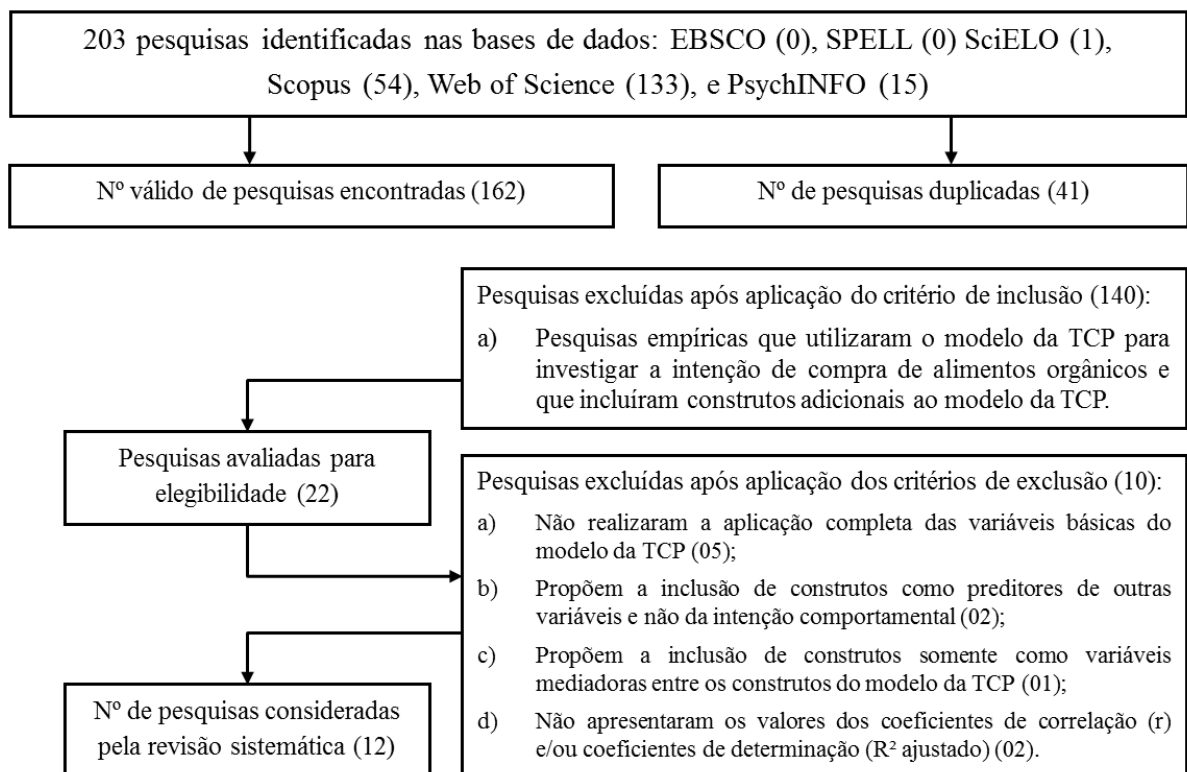 203 pesquisas identificadas nas bases de dados: EBSCO (0), SPELL (0) SciELO (1),
Scopus (54), Web of Science (133), e PsychINFO (15)
Nº válido de pesquisas encontradas (162)
Nº de pesquisas duplicadas (41)
Pesquisas excluídas após aplicação do critério de inclusão (140):
a) Pesquisas empíricas que utilizaram o modelo da TCP para
investigar a intenção de compra de alimentos orgânicos e
que incluíram construtos adicionais ao modelo da TCP.
Pesquisas avaliadas para
elegibilidade (22)
Pesquisas excluídas após aplicação dos critérios de exclusão (10):
a) Não realizaram a aplicação completa das variáveis básicas do
modelo da TCP (05);
b) Propõem a inclusão de construtos como preditores de outras
variáveis e não da intenção comportamental (02);
c) Propõem a inclusão de construtos somente como variáveis
mediadoras entre os construtos do modelo da TCP (01);
d) Não apresentaram os valores dos coeficientes de correlação (r)
e/ou coeficientes de determinação (R² ajustado) (02).
Nº de pesquisas consideradas
pela revisão sistemática (12)